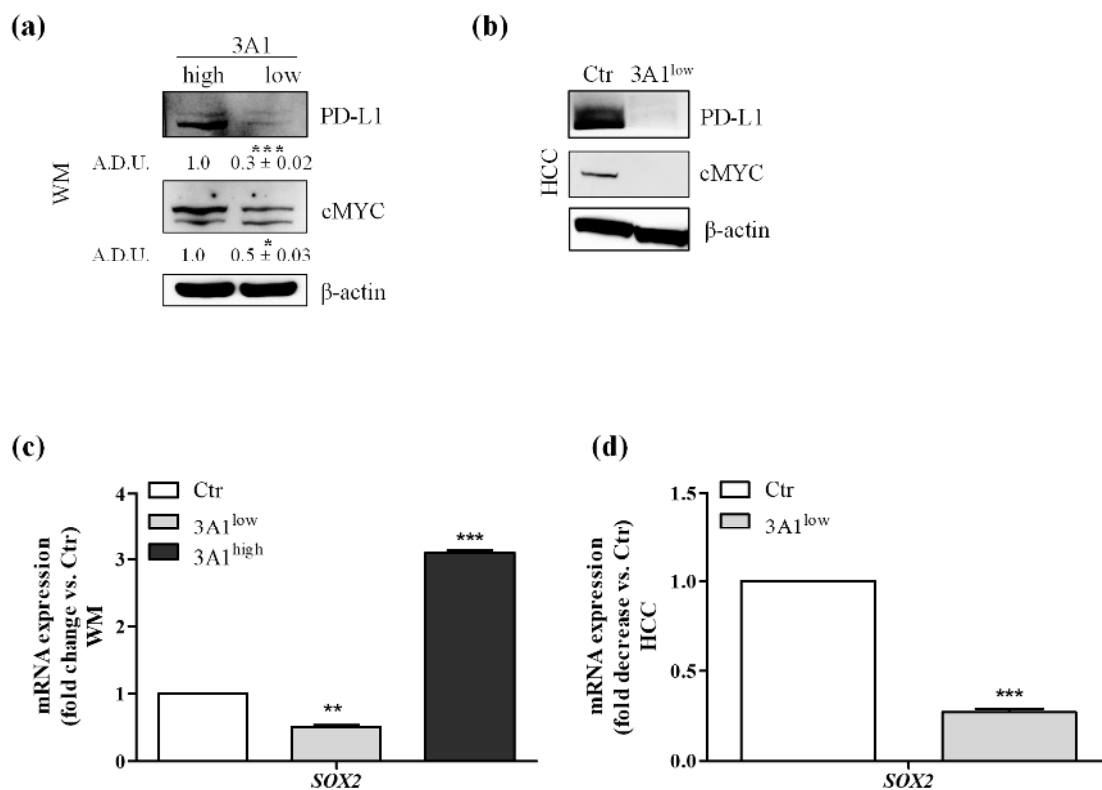 (a)
3A1
high low
PD-L1
***
A.D.U. 1.0 0.3 ± 0.02
WM
cMYC
*
A.D.U. 1.0 0.5 ± 0.03
β-actin
(b)
Ctr 3A1low
PD-L1
HCC
cMYC
β-actin
(c)
Ctr
3A1low
3A1high
mRNA expression
(fold change vs. Ctr)
WM
4
3
2
1
0
**
***
SOX2
(d)
Ctr
3A1low
mRNA expression
(fold decrease vs. Ctr)
HCC
1.5
1.0
0.5
0.0
***
SOX2